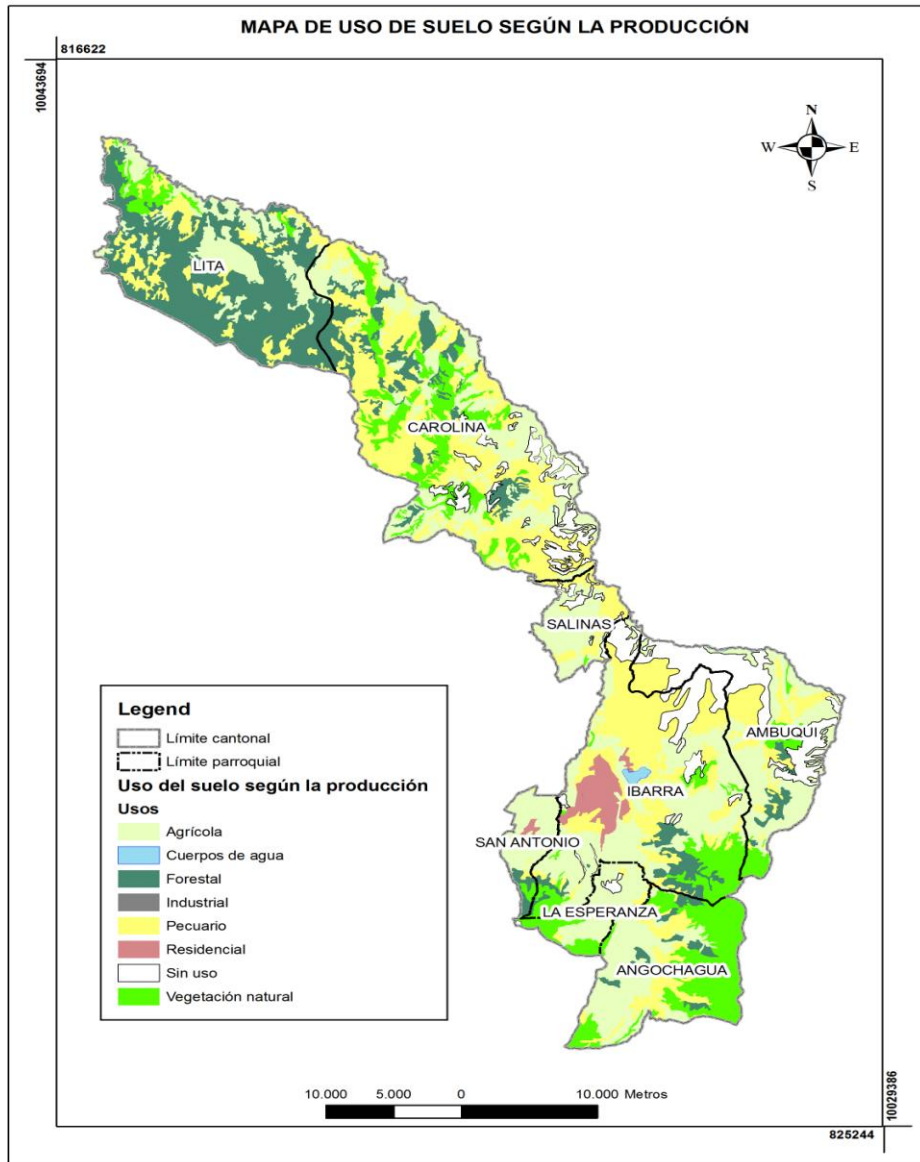 MAPA DE USO DE SUELO SEGÚN LA PRODUCCIÓN
816622
10043694
N
W E
S
LITA
CAROLINA
SALINAS
AMBUQUI
IBARRA
SAN ANTONIO
LA ESPERANZA
ANGOCHAGUA
Legend
Límite cantonal
Límite parroquial
Uso del suelo según la producción
Usos
Agrícola
Cuerpos de agua
Forestal
Industrial
Pecuario
Residencial
Sin uso
Vegetación natural
10.000 5.000 0 10.000 Metros
10029386
825244